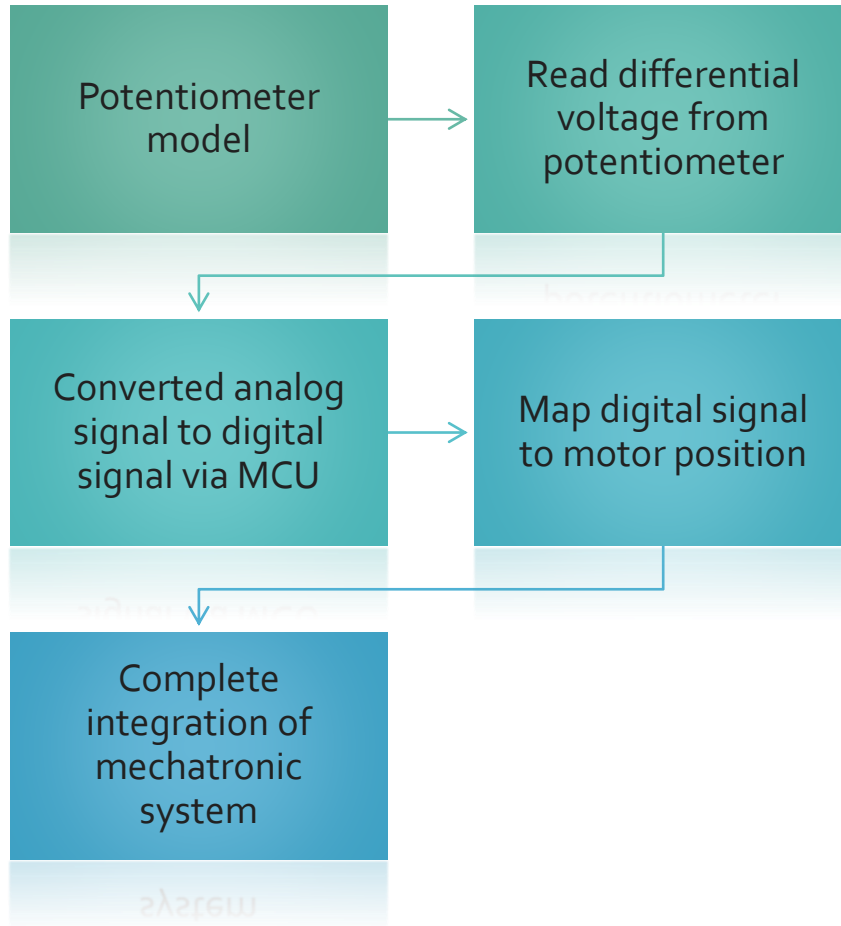 Potentiometer
model
Read differential
voltage from
potentiometer
Converted analog
signal to digital
signal via MCU
Map digital signal
to motor position
Complete
integration of
mechatronic
system